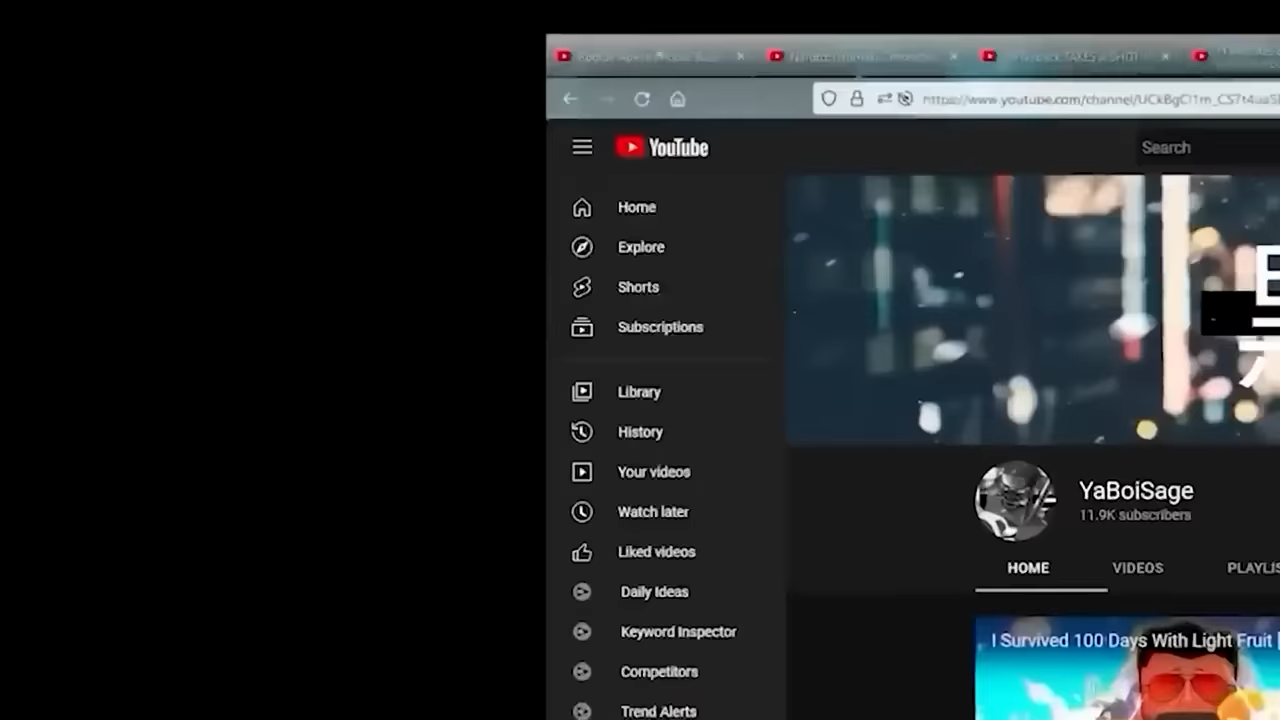 YouTube
Search
Home
Explore
Shorts
Subscriptions
Library
History
Your videos
Watch later
Liked videos
Daily Ideas
Keyword Inspector
Competitors
Trend Alerts
YaBoiSage
11.9K subscribers
HOME VIDEOS
I Survived 100 Days With Light Fruit